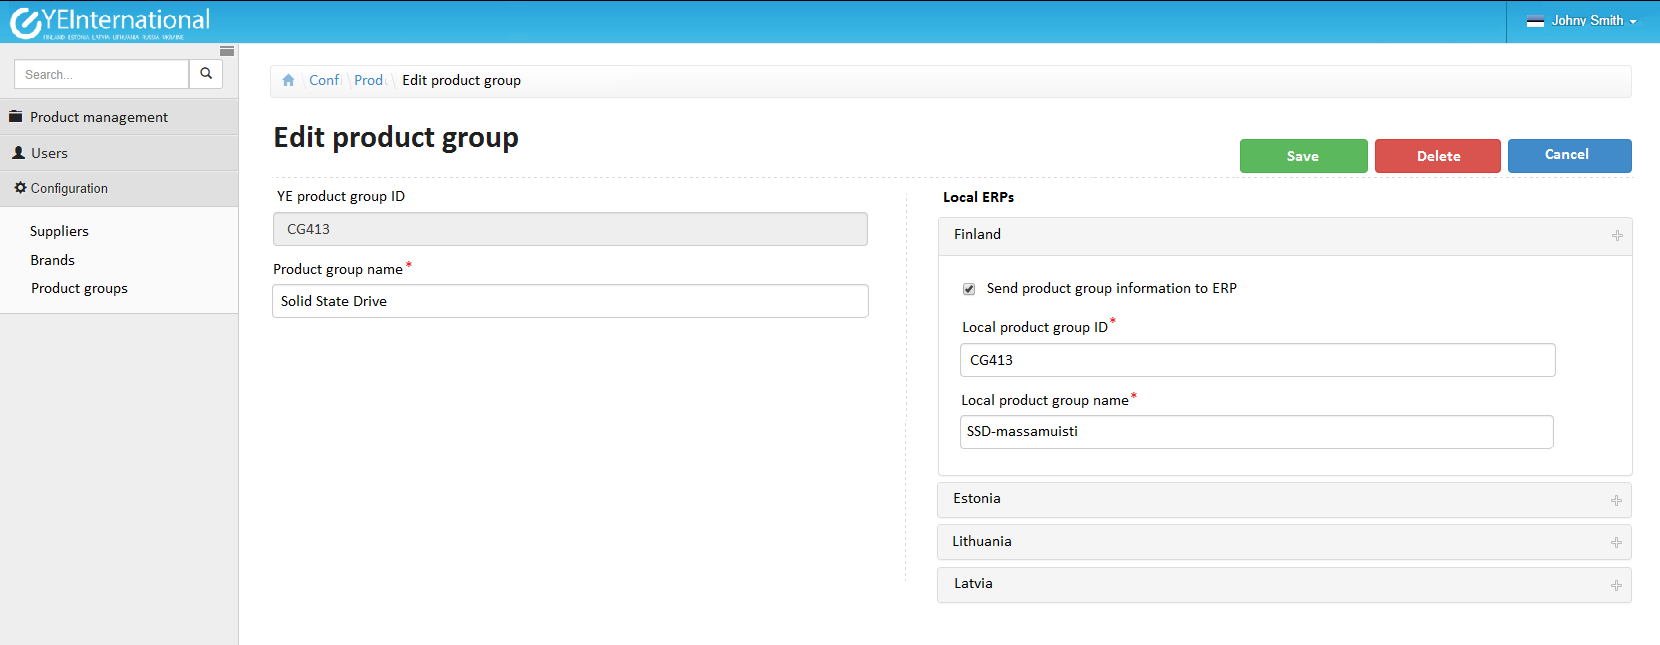 YEInternational
FINLAND ESTONIA LATVIA LITHUANIA RUSSIA UKRAINE
Johny Smith
Search...
Conf
Prod
Edit product group
Product management
Users
Configuration
Suppliers
Brands
Product groups
Edit product group
Save
Delete
Cancel
YE product group ID
CG413
Product group name*
Solid State Drive
Local ERPs
Finland
Send product group information to ERP
Local product group ID*
CG413
Local product group name*
SSD-massamuisti
Estonia
Lithuania
Latvia